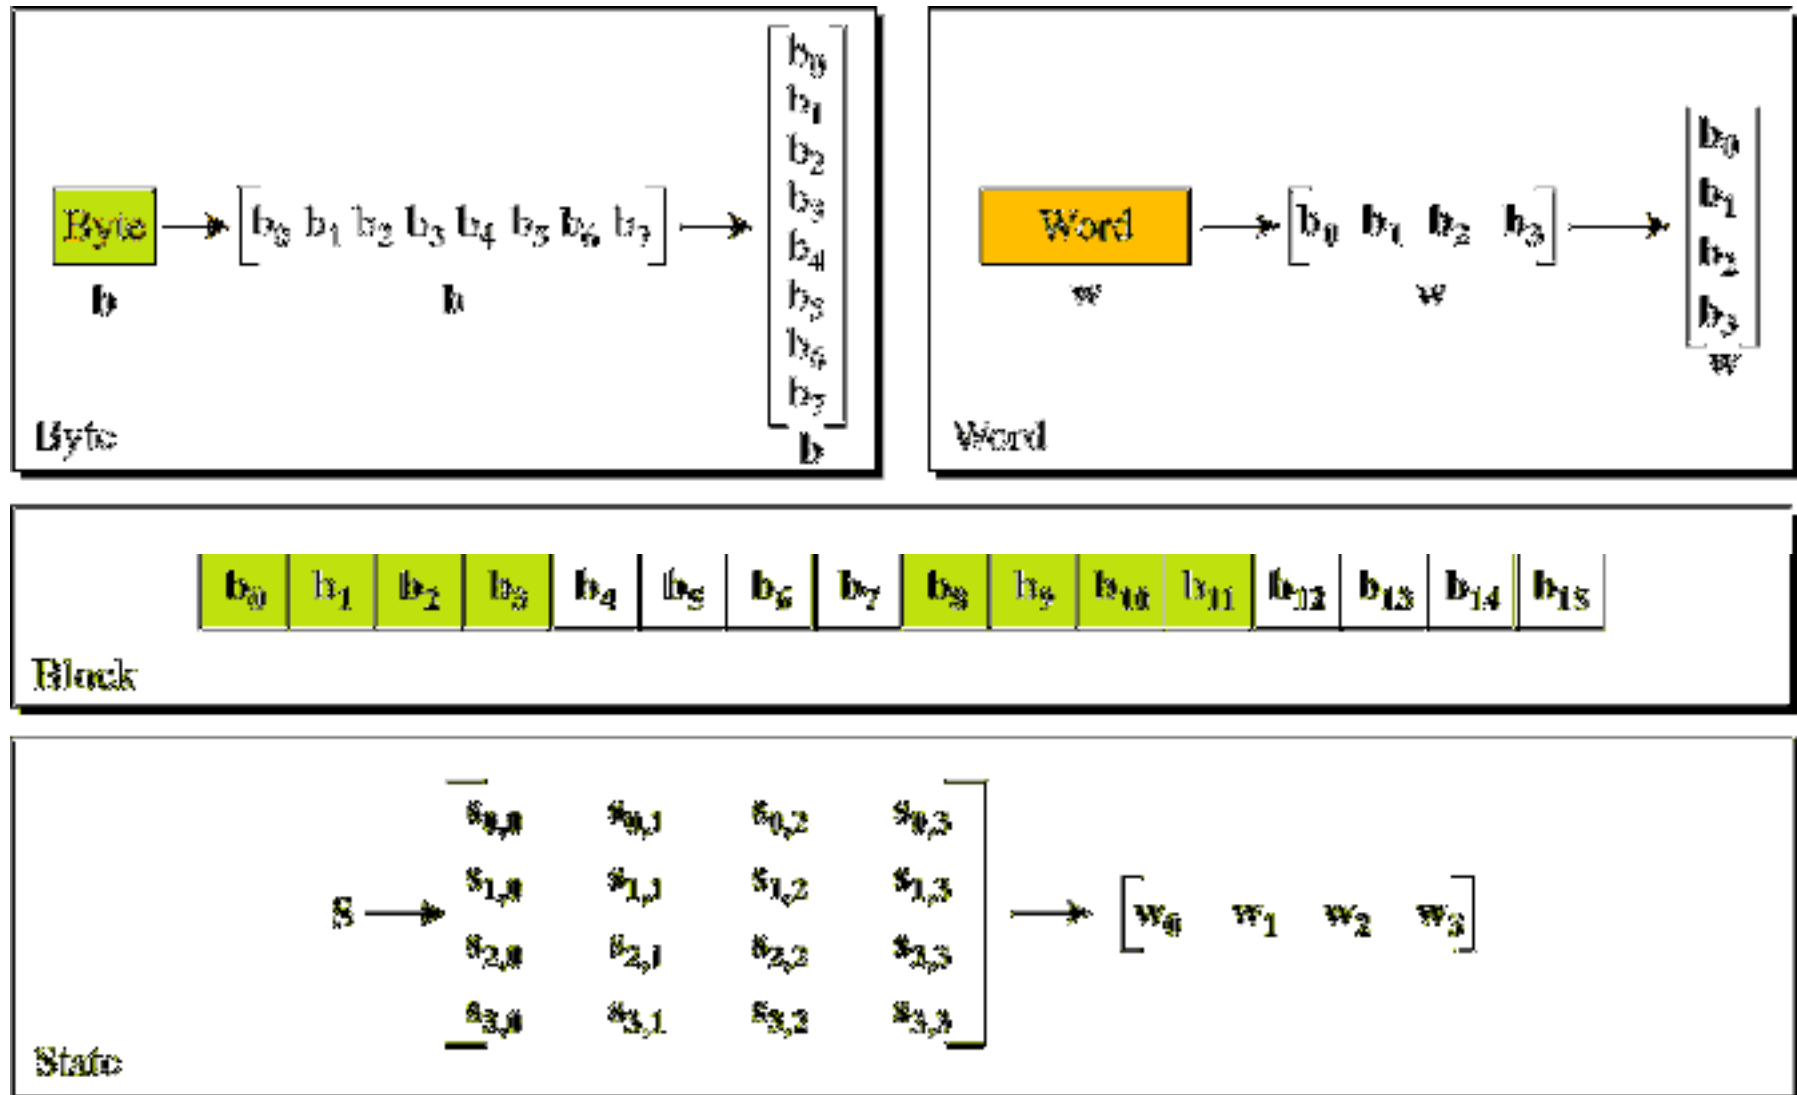 Byte → [b0 b1 b2 b3 b4 b5 b6 b7] →
b
b
b0
b1
b2
b3
b4
b5
b6
b7
b
Byte
Word → [b0 b1 b2 b3] →
w
w
b0
b1
b2
b3
w
Word
b0 b1 b2 b3 b4 b5 b6 b7 b8 b9 b10 b11 b12 b13 b14 b15
Block
S →
s0,0 s0,1 s0,2 s0,3
s1,0 s1,1 s1,2 s1,3
s2,0 s2,1 s2,2 s2,3
s3,0 s3,1 s3,2 s3,3
→ [w0 w1 w2 w3]
State